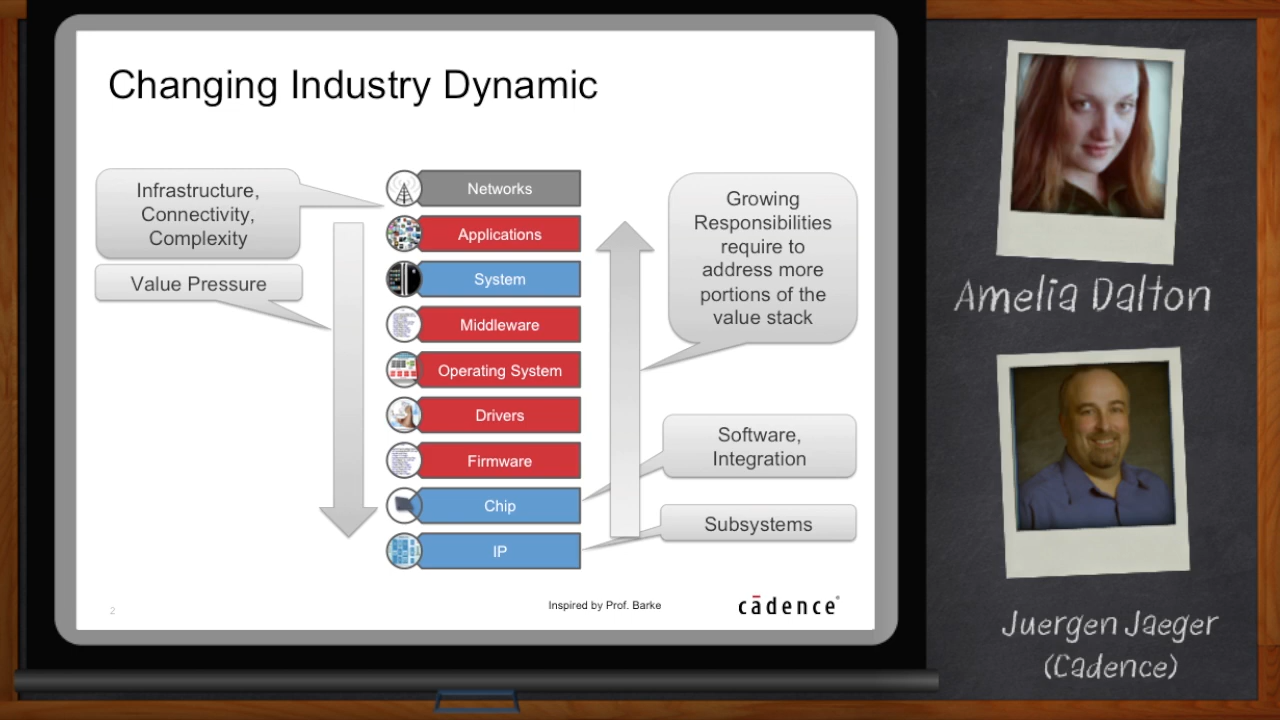 Changing Industry Dynamic
Infrastructure,
Connectivity,
Complexity
Value Pressure
Networks
Applications
System
Middleware
Operating System
Drivers
Firmware
Chip
IP
Growing
Responsibilities
require to
address more
portions of the
value stack
Software,
Integration
Subsystems
2
Inspired by Prof. Barke
cādence®
Amelia Dalton
Juergen Jaeger
(Cadence)